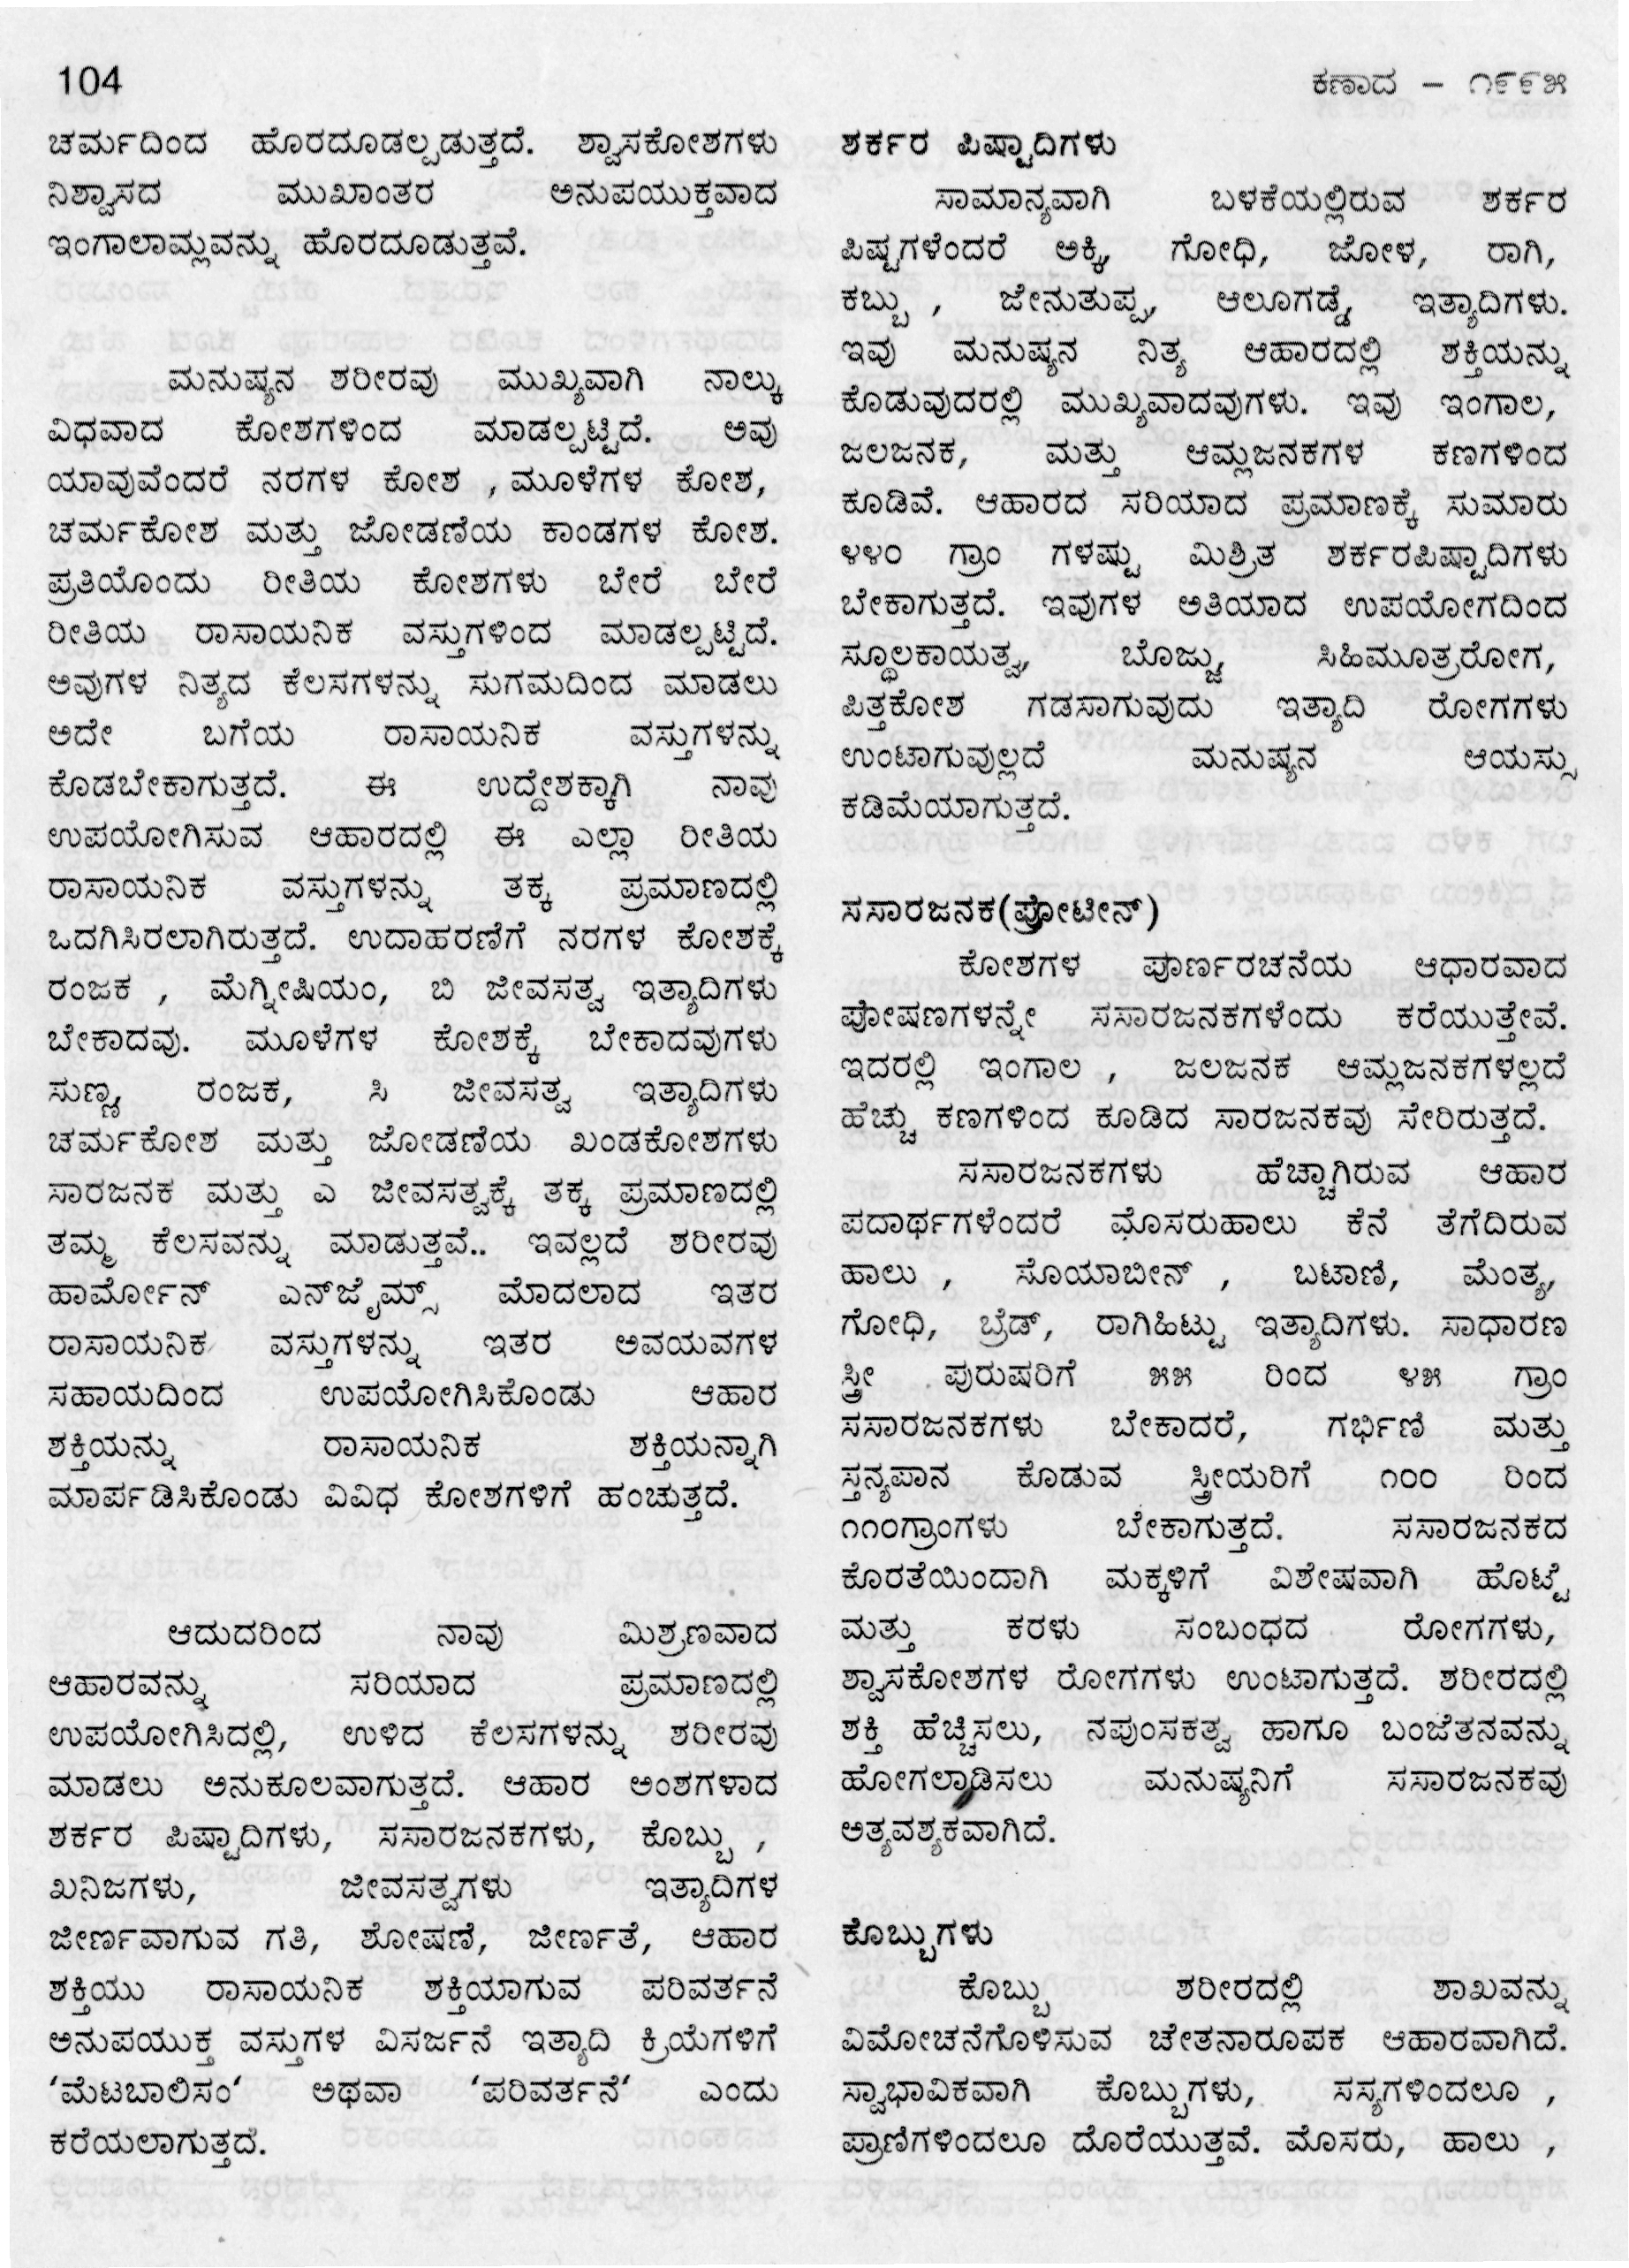 104
ಕಣಾದ – ೧೯೯೫
ಚರ್ಮದಿಂದ ಹೊರದೂಡಲ್ಪಡುತ್ತದೆ. ಶ್ವಾಸಕೋಶಗಳು
ನಿಶ್ವಾಸದ ಮುಖಾಂತರ ಅನುಪಯುಕ್ತವಾದ
ಇಂಗಾಲಾಮ್ಲವನ್ನು ಹೊರದೂಡುತ್ತವೆ.
ಮನುಷ್ಯನ ಶರೀರವು ಮುಖ್ಯವಾಗಿ ನಾಲ್ಕು
ವಿಧವಾದ ಕೋಶಗಳಿಂದ ಮಾಡಲ್ಪಟ್ಟಿದೆ. ಅವು
ಯಾವುವೆಂದರೆ ನರಗಳ ಕೋಶ , ಮೂಳೆಗಳ ಕೋಶ,
ಚರ್ಮಕೋಶ ಮತ್ತು ಜೋಡಣೆಯ ಕಾಂಡಗಳ ಕೋಶ.
ಪ್ರತಿಯೊಂದು ರೀತಿಯ ಕೋಶಗಳು ಬೇರೆ ಬೇರೆ
ರೀತಿಯ ರಾಸಾಯನಿಕ ವಸ್ತುಗಳಿಂದ ಮಾಡಲ್ಪಟ್ಟಿದೆ.
ಅವುಗಳ ನಿತ್ಯದ ಕೆಲಸಗಳನ್ನು ಸುಗಮದಿಂದ ಮಾಡಲು
ಅದೇ ಬಗೆಯ ರಾಸಾಯನಿಕ ವಸ್ತುಗಳನ್ನು
ಕೊಡಬೇಕಾಗುತ್ತದೆ. ಈ ಉದ್ದೇಶಕ್ಕಾಗಿ ನಾವು
ಉಪಯೋಗಿಸುವ ಆಹಾರದಲ್ಲಿ ಈ ಎಲ್ಲಾ ರೀತಿಯ
ರಾಸಾಯನಿಕ ವಸ್ತುಗಳನ್ನು ತಕ್ಕ ಪ್ರಮಾಣದಲ್ಲಿ
ಒದಗಿಸಿರಲಾಗಿರುತ್ತದೆ. ಉದಾಹರಣೆಗೆ ನರಗಳ ಕೋಶಕ್ಕೆ
ರಂಜಕ , ಮೆಗ್ನೀಷಿಯಂ, ಬಿ ಜೀವಸತ್ವ ಇತ್ಯಾದಿಗಳು
ಬೇಕಾದವು. ಮೂಳೆಗಳ ಕೋಶಕ್ಕೆ ಬೇಕಾದವುಗಳು
ಸುಣ್ಣ, ರಂಜಕ, ಸಿ ಜೀವಸತ್ವ ಇತ್ಯಾದಿಗಳು
ಚರ್ಮಕೋಶ ಮತ್ತು ಜೋಡಣೆಯ ಖಂಡಕೋಶಗಳು
ಸಾರಜನಕ ಮತ್ತು ಎ ಜೀವಸತ್ವಕ್ಕೆ ತಕ್ಕ ಪ್ರಮಾಣದಲ್ಲಿ
ತಮ್ಮ ಕೆಲಸವನ್ನು ಮಾಡುತ್ತವೆ.. ಇವಲ್ಲದೆ ಶರೀರವು
ಹಾರ್ಮೋನ್ ಎನ್‌ಜೈಮ್ಸ್ ಮೊದಲಾದ ಇತರ
ರಾಸಾಯನಿಕ ವಸ್ತುಗಳನ್ನು ಇತರ ಅವಯವಗಳ
ಸಹಾಯದಿಂದ ಉಪಯೋಗಿಸಿಕೊಂಡು ಆಹಾರ
ಶಕ್ತಿಯನ್ನು ರಾಸಾಯನಿಕ ಶಕ್ತಿಯನ್ನಾಗಿ
ಮಾರ್ಪಡಿಸಿಕೊಂಡು ವಿವಿಧ ಕೋಶಗಳಿಗೆ ಹಂಚುತ್ತದೆ.
ಆದುದರಿಂದ ನಾವು ಮಿಶ್ರಣವಾದ
ಆಹಾರವನ್ನು ಸರಿಯಾದ ಪ್ರಮಾಣದಲ್ಲಿ
ಉಪಯೋಗಿಸಿದಲ್ಲಿ, ಉಳಿದ ಕೆಲಸಗಳನ್ನು ಶರೀರವು
ಮಾಡಲು ಅನುಕೂಲವಾಗುತ್ತದೆ. ಆಹಾರ ಅಂಶಗಳಾದ
ಶರ್ಕರ ಪಿಷ್ಟಾದಿಗಳು, ಸಸಾರಜನಕಗಳು, ಕೊಬ್ಬು ,
ಖನಿಜಗಳು, ಜೀವಸತ್ವಗಳು ಇತ್ಯಾದಿಗಳ
ಜೀರ್ಣವಾಗುವ ಗತಿ, ಶೋಷಣೆ, ಜೀರ್ಣತೆ, ಆಹಾರ
ಶಕ್ತಿಯು ರಾಸಾಯನಿಕ ಶಕ್ತಿಯಾಗುವ ಪರಿವರ್ತನೆ
ಅನುಪಯುಕ್ತ ವಸ್ತುಗಳ ವಿಸರ್ಜನೆ ಇತ್ಯಾದಿ ಕ್ರಿಯೆಗಳಿಗೆ
‘ಮೆಟಬಾಲಿಸಂ‘ ಅಥವಾ ‘ಪರಿವರ್ತನೆ‘ ಎಂದು
ಕರೆಯಲಾಗುತ್ತದೆ.
ಶರ್ಕರ ಪಿಷ್ಟಾದಿಗಳು
ಸಾಮಾನ್ಯವಾಗಿ ಬಳಕೆಯಲ್ಲಿರುವ ಶರ್ಕರ
ಪಿಷ್ಟಗಳೆಂದರೆ ಅಕ್ಕಿ, ಗೋಧಿ, ಜೋಳ, ರಾಗಿ,
ಕಬ್ಬು , ಜೇನುತುಪ್ಪ, ಆಲೂಗಡ್ಡೆ, ಇತ್ಯಾದಿಗಳು.
ಇವು ಮನುಷ್ಯನ ನಿತ್ಯ ಆಹಾರದಲ್ಲಿ ಶಕ್ತಿಯನ್ನು
ಕೊಡುವುದರಲ್ಲಿ ಮುಖ್ಯವಾದವುಗಳು. ಇವು ಇಂಗಾಲ,
ಜಲಜನಕ, ಮತ್ತು ಆಮ್ಲಜನಕಗಳ ಕಣಗಳಿಂದ
ಕೂಡಿವೆ. ಆಹಾರದ ಸರಿಯಾದ ಪ್ರಮಾಣಕ್ಕೆ ಸುಮಾರು
೪೪೦ ಗ್ರಾಂ ಗಳಷ್ಟು ಮಿಶ್ರಿತ ಶರ್ಕರಪಿಷ್ಟಾದಿಗಳು
ಬೇಕಾಗುತ್ತದೆ. ಇವುಗಳ ಅತಿಯಾದ ಉಪಯೋಗದಿಂದ
ಸ್ಥೂಲಕಾಯತ್ವ, ಬೊಜ್ಜು, ಸಿಹಿಮೂತ್ರರೋಗ,
ಪಿತ್ತಕೋಶ ಗಡಸಾಗುವುದು ಇತ್ಯಾದಿ ರೋಗಗಳು
ಉಂಟಾಗುವುಲ್ಲದೆ ಮನುಷ್ಯನ ಆಯಸ್ಸು
ಕಡಿಮೆಯಾಗುತ್ತದೆ.
ಸಸಾರಜನಕ(ಪ್ರೋಟೀನ್)
ಕೋಶಗಳ ಪೂರ್ಣರಚನೆಯ ಆಧಾರವಾದ
ಪೋಷಣಗಳನ್ನೇ ಸಸಾರಜನಕಗಳೆಂದು ಕರೆಯುತ್ತೇವೆ.
ಇದರಲ್ಲಿ ಇಂಗಾಲ , ಜಲಜನಕ ಆಮ್ಲಜನಕಗಳಲ್ಲದೆ
ಹೆಚ್ಚು ಕಣಗಳಿಂದ ಕೂಡಿದ ಸಾರಜನಕವು ಸೇರಿರುತ್ತದೆ.
ಸಸಾರಜನಕಗಳು ಹೆಚ್ಚಾಗಿರುವ ಆಹಾರ
ಪದಾರ್ಥಗಳೆಂದರೆ ಮೊಸರುಹಾಲು ಕೆನೆ ತೆಗೆದಿರುವ
ಹಾಲು , ಸೊಯಾಬೀನ್ , ಬಟಾಣಿ, ಮೆಂತ್ಯ,
ಗೋಧಿ, ಬ್ರೆಡ್, ರಾಗಿಹಿಟ್ಟು ಇತ್ಯಾದಿಗಳು. ಸಾಧಾರಣ
ಸ್ತ್ರೀ ಪುರುಷರಿಗೆ ೫೫ ರಿಂದ ೪೫ ಗ್ರಾಂ
ಸಸಾರಜನಕಗಳು ಬೇಕಾದರೆ, ಗರ್ಭಿಣಿ ಮತ್ತು
ಸ್ತನ್ಯಪಾನ ಕೊಡುವ ಸ್ತ್ರೀಯರಿಗೆ ೧೦೦ ರಿಂದ
೧೧೦ಗ್ರಾಂಗಳು ಬೇಕಾಗುತ್ತದೆ. ಸಸಾರಜನಕದ
ಕೊರತೆಯಿಂದಾಗಿ ಮಕ್ಕಳಿಗೆ ವಿಶೇಷವಾಗಿ ಹೊಟ್ಟೆ
ಮತ್ತು ಕರಳು ಸಂಬಂಧದ ರೋಗಗಳು,
ಶ್ವಾಸಕೋಶಗಳ ರೋಗಗಳು ಉಂಟಾಗುತ್ತದೆ. ಶರೀರದಲ್ಲಿ
ಶಕ್ತಿ ಹೆಚ್ಚಿಸಲು, ನಪುಂಸಕತ್ವ ಹಾಗೂ ಬಂಜೆತನವನ್ನು
ಹೋಗಲಾಡಿಸಲು ಮನುಷ್ಯನಿಗೆ ಸಸಾರಜನಕವು
ಅತ್ಯವಶ್ಯಕವಾಗಿದೆ.
ಕೊಬ್ಬುಗಳು
ಕೊಬ್ಬು ಶರೀರದಲ್ಲಿ ಶಾಖವನ್ನು
ವಿಮೋಚನೆಗೊಳಿಸುವ ಚೇತನಾರೂಪಕ ಆಹಾರವಾಗಿದೆ.
ಸ್ವಾಭಾವಿಕವಾಗಿ ಕೊಬ್ಬುಗಳು, ಸಸ್ಯಗಳಿಂದಲೂ ,
ಪ್ರಾಣಿಗಳಿಂದಲೂ ದೊರೆಯುತ್ತವೆ. ಮೊಸರು, ಹಾಲು ,